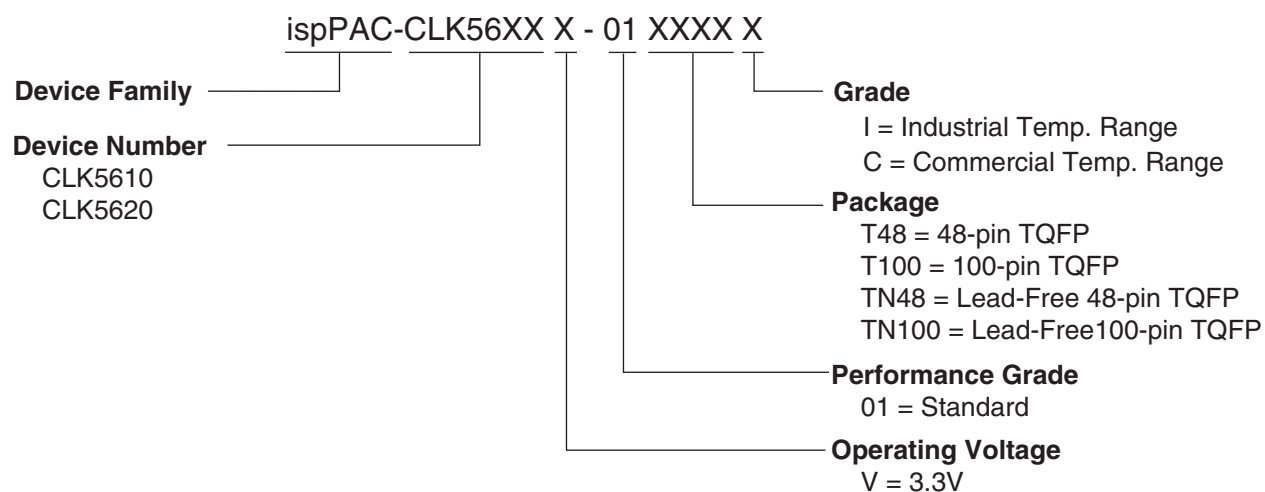 ispPAC-CLK56XX X - 01 XXXX X
Device Family
Device Number
CLK5610
CLK5620
Grade
I = Industrial Temp. Range
C = Commercial Temp. Range
Package
T48 = 48-pin TQFP
T100 = 100-pin TQFP
TN48 = Lead-Free 48-pin TQFP
TN100 = Lead-Free100-pin TQFP
Performance Grade
01 = Standard
Operating Voltage
V = 3.3V